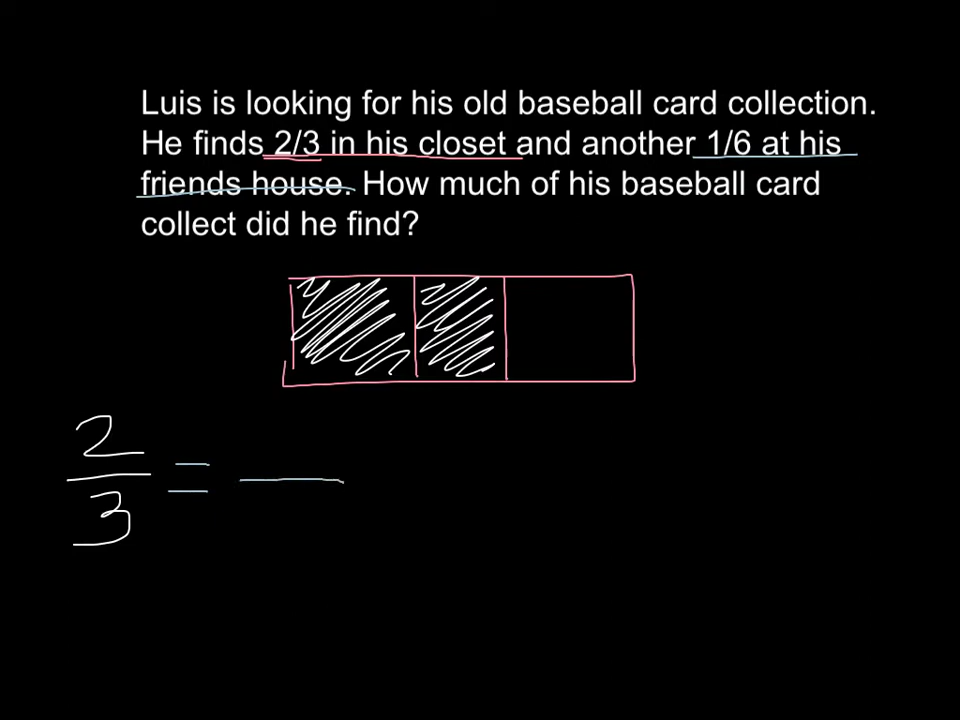 Luis is looking for his old baseball card collection.
He finds 2/3 in his closet and another 1/6 at his
friends house. How much of his baseball card
collect did he find?
2
3
=